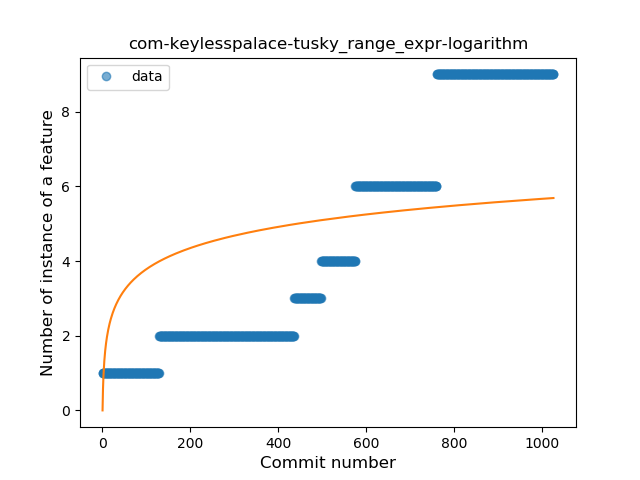 com-keylesspalace-tusky_range_expr-logarithm
data
Number of instance of a feature
8
6
4
2
0
0 200 400 600 800 1000
Commit number